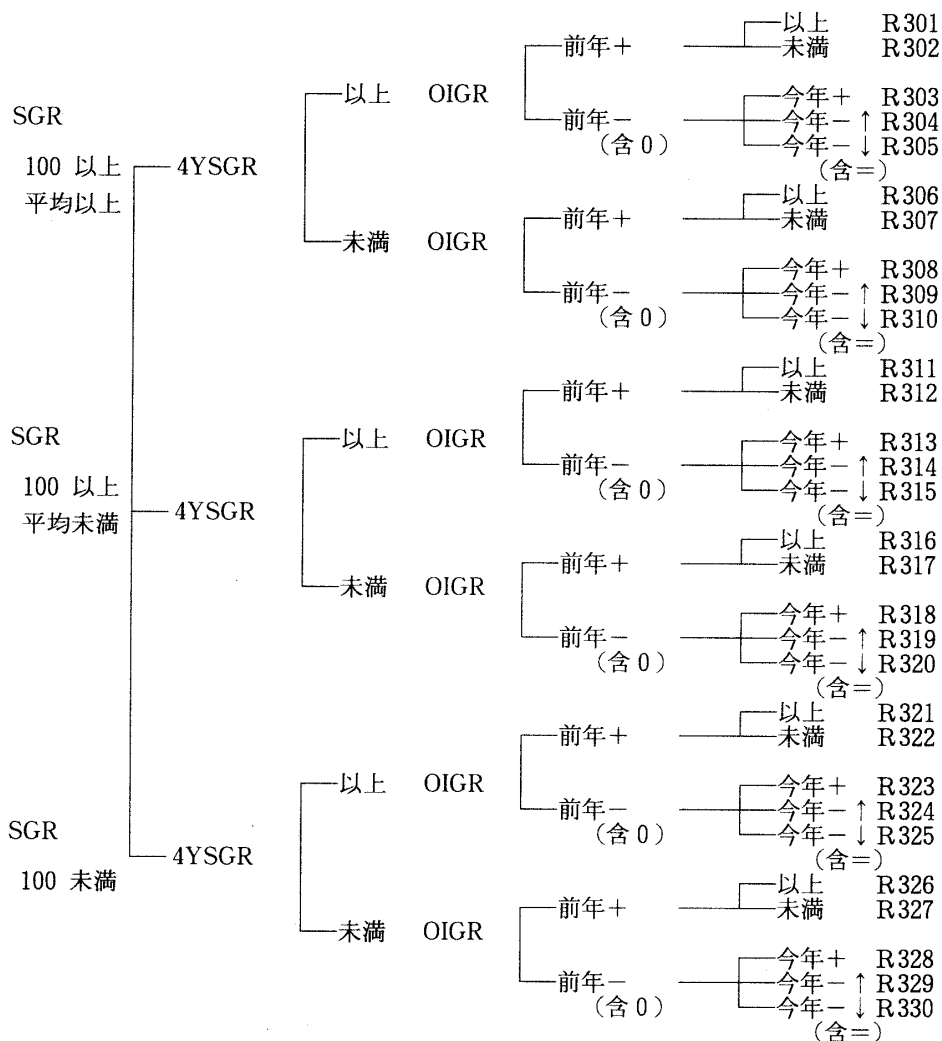 以上 R301
前年+ 未満 R302
以上 OIGR
今年+ R303
SGR 前年- 今年-↑ R304
(含0) 今年-↓ R305
100 以上 4YSGR (含=)
平均以上 以上 R306
前年+ 未満 R307
未満 OIGR
今年+ R308
前年- 今年-↑ R309
(含0) 今年-↓ R310
(含=)
以上 R311
前年+ 未満 R312
以上 OIGR
SGR 今年+ R313
前年- 今年-↑ R314
100 以上 (含0) 今年-↓ R315
平均未満 4YSGR (含=)
以上 R316
前年+ 未満 R317
未満 OIGR
今年+ R318
前年- 今年-↑ R319
(含0) 今年-↓ R320
(含=)
以上 R321
前年+ 未満 R322
以上 OIGR
今年+ R323
前年- 今年-↑ R324
SGR (含0) 今年-↓ R325
4YSGR (含=)
100 未満 以上 R326
前年+ 未満 R327
未満 OIGR
今年+ R328
前年- 今年-↑ R329
(含0) 今年-↓ R330
(含=)